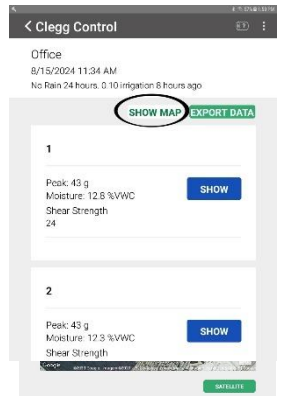 Clegg Control
Office
8/15/2024 11:34 AM
No Rain 24 hours. 0.10 irrigation 8 hours ago
SHOW MAP EXPORT DATA
1
Peak: 43 g
Moisture: 12.8 %VWC
SHOW
Shear Strength
24
2
Peak: 43 g
Moisture: 12.3 %VWC
SHOW
Shear Strength
Google
SATELLITE